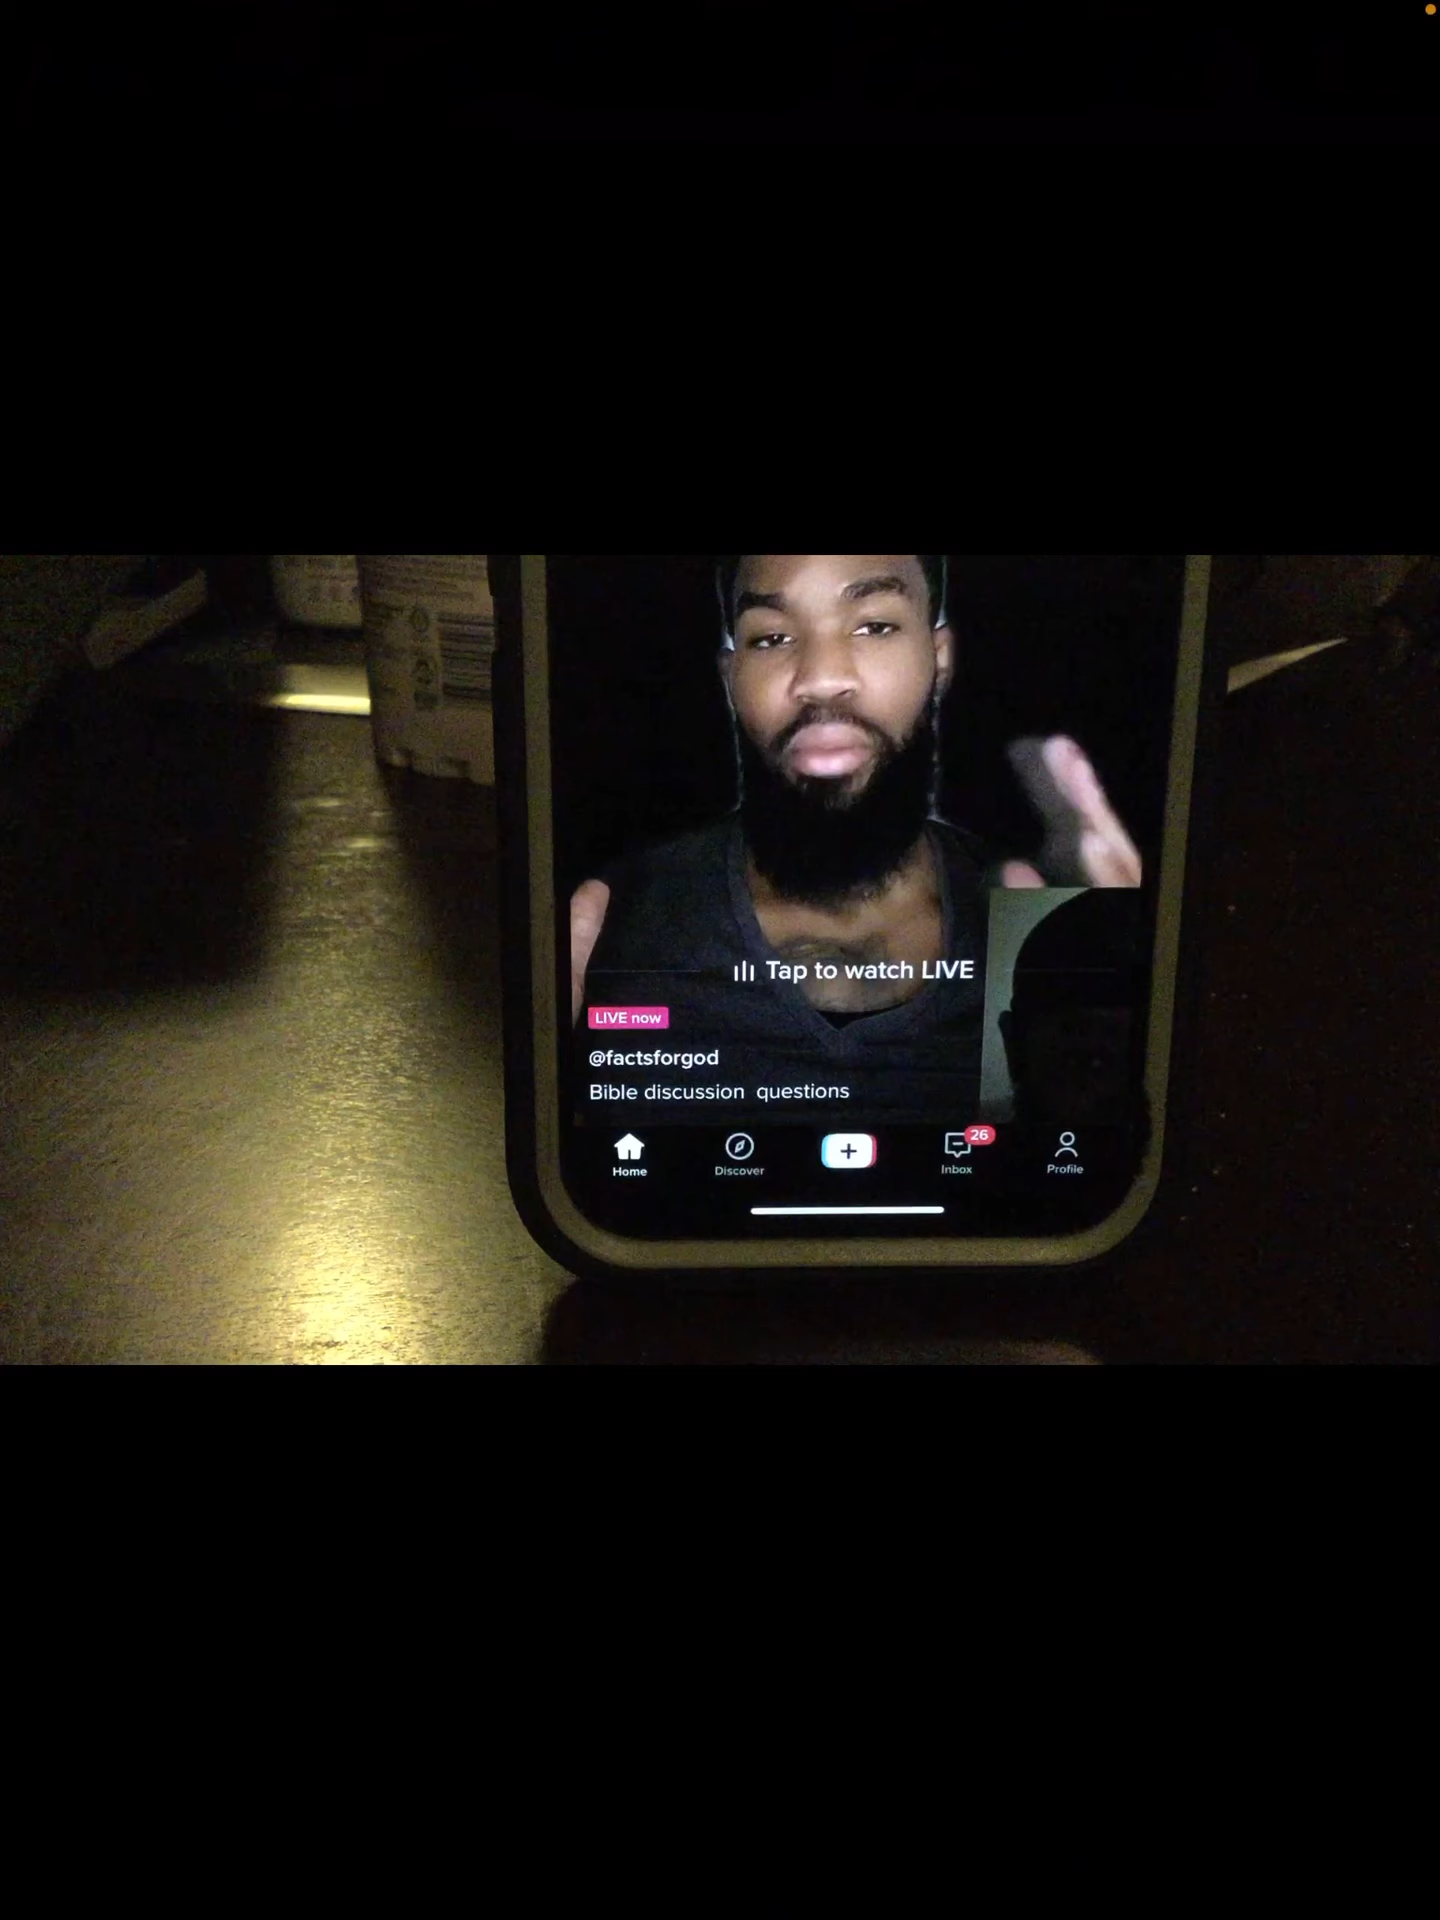 Tap to watch LIVE
LIVE now
@factsforgod
Bible discussion questions
26
Home
Discover
Inbox
Profile